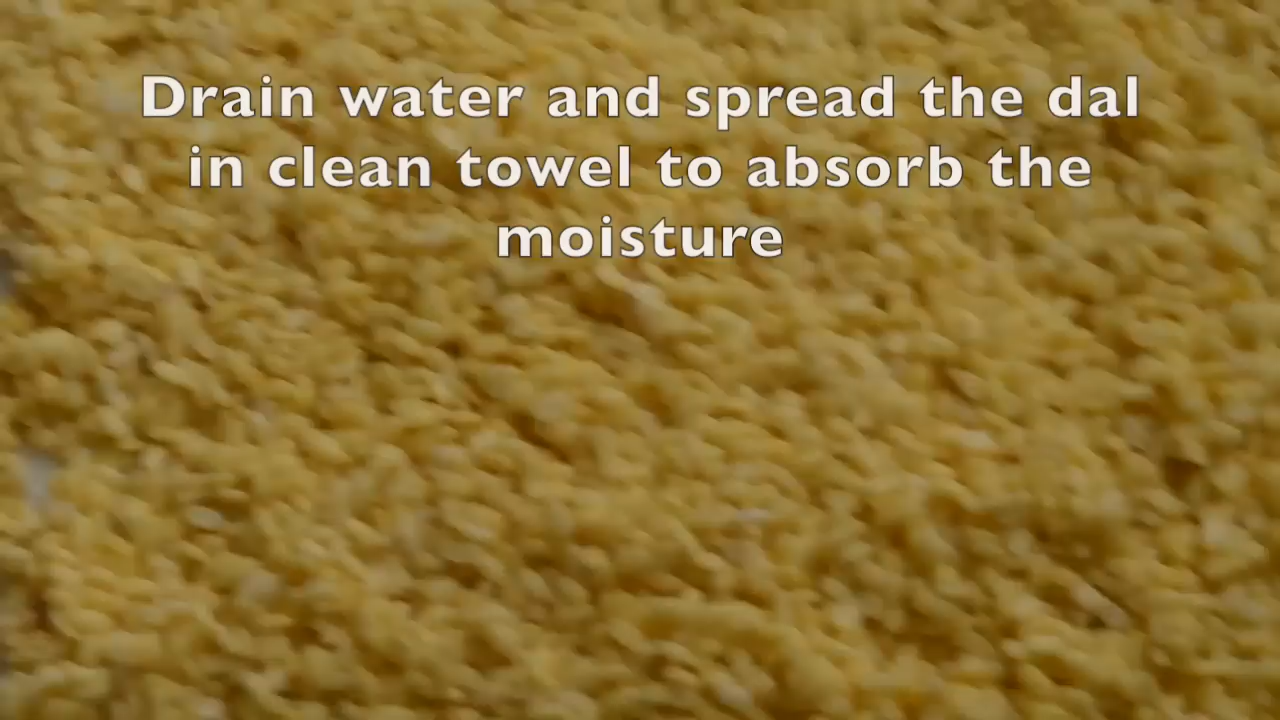 Drain water and spread the dal
in clean towel to absorb the
moisture